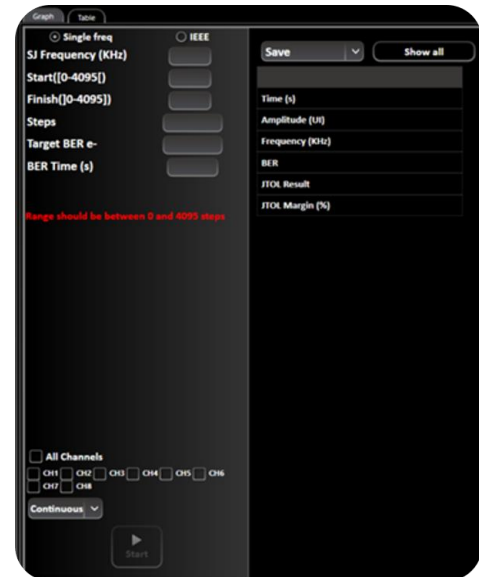 Graph Table
Single freq IEEE
SJ Frequency (KHz)
Start([0-4095[)
Finish(]0-4095])
Steps
Target BER e-
BER Time (s)
Range should be between 0 and 4095 steps
All Channels
CH1 CH2 CH3 CH4 CH5 CH6
CH7 CH8
Continuous
Start
Save Show all
Time (s)
Amplitude (UI)
Frequency (KHz)
BER
JTOL Result
JTOL Margin (%)